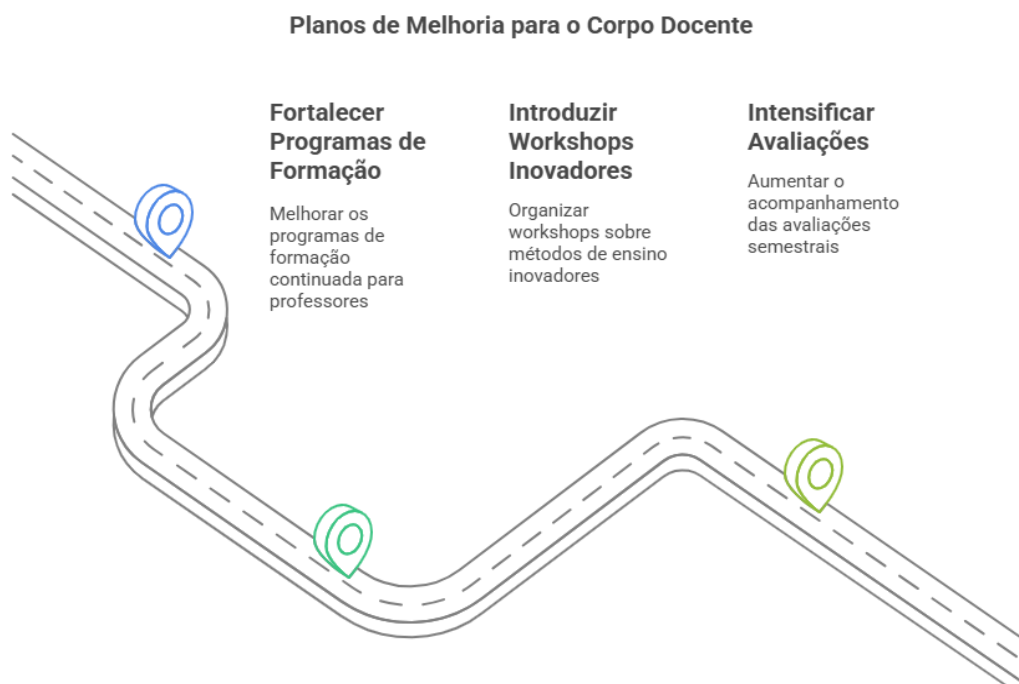 Planos de Melhoria para o Corpo Docente
Fortalecer
Programas de
Formação
Melhorar os
programas de
formação
continuada para
professores
Introduzir
Workshops
Inovadores
Organizar
workshops sobre
métodos de ensino
inovadores
Intensificar
Avaliações
Aumentar o
acompanhamento
das avaliações
semestrais